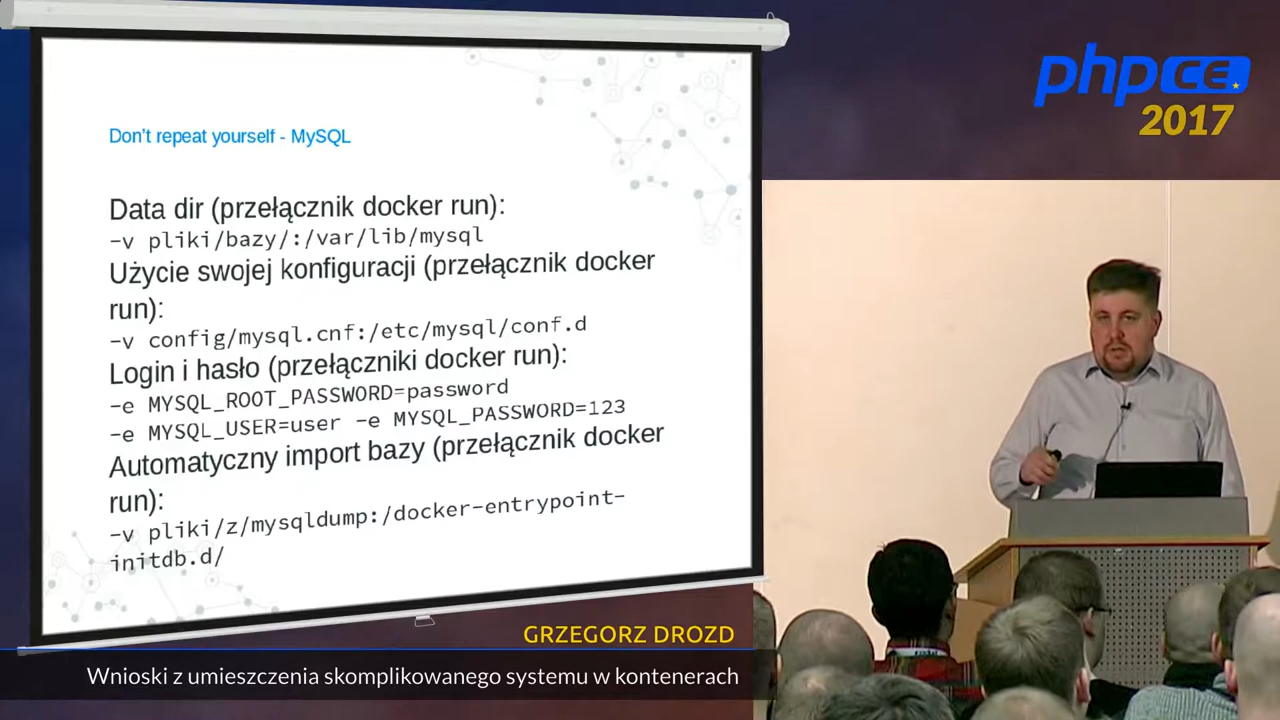 Don't repeat yourself - MySQL
Data dir (przełącznik docker run):
-v pliki/bazy/:/var/lib/mysql
Użycie swojej konfiguracji (przełącznik docker
run):
-v config/mysql.cnf:/etc/mysql/conf.d
Login i hasło (przełączniki docker run):
-e MYSQL_ROOT_PASSWORD=password
-e MYSQL_USER=user -e MYSQL_PASSWORD=123
Automatyczny import bazy (przełącznik docker
run):
-v pliki/z/mysqldump:/docker-entrypoint-
initdb.d/
phpCE
2017
GRZEGORZ DROZD
Wnioski z umieszczenia skomplikowanego systemu w kontenerach